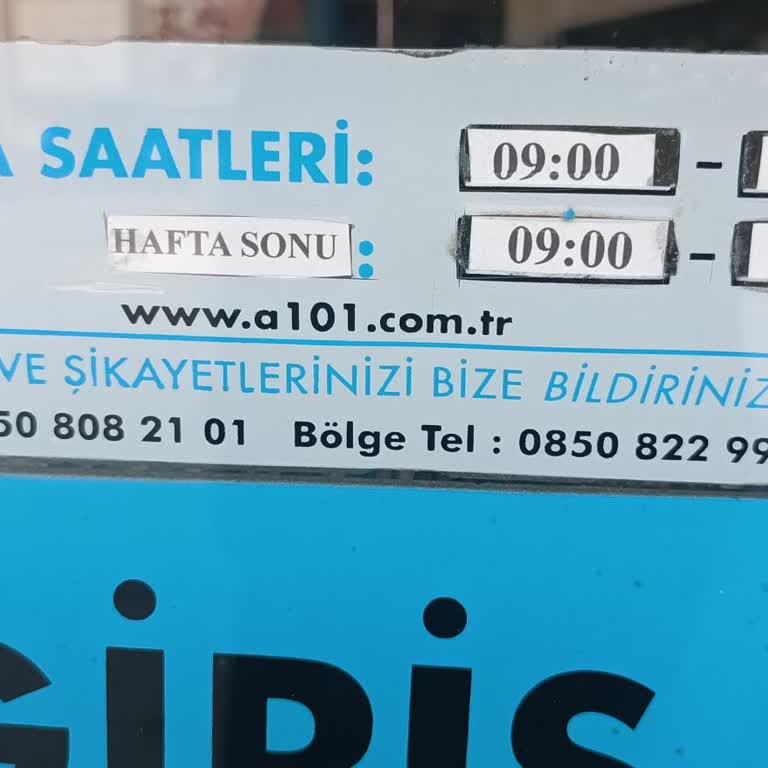 SAATLERİ: 09:00 -
HAFTA SONU : 09:00 -
www.a101.com.tr
VE ŞİKAYETLERİNİZİ BİZE BİLDİRİNİZ
50 808 21 01 Bölge Tel : 0850 822 99
GİRİŞ